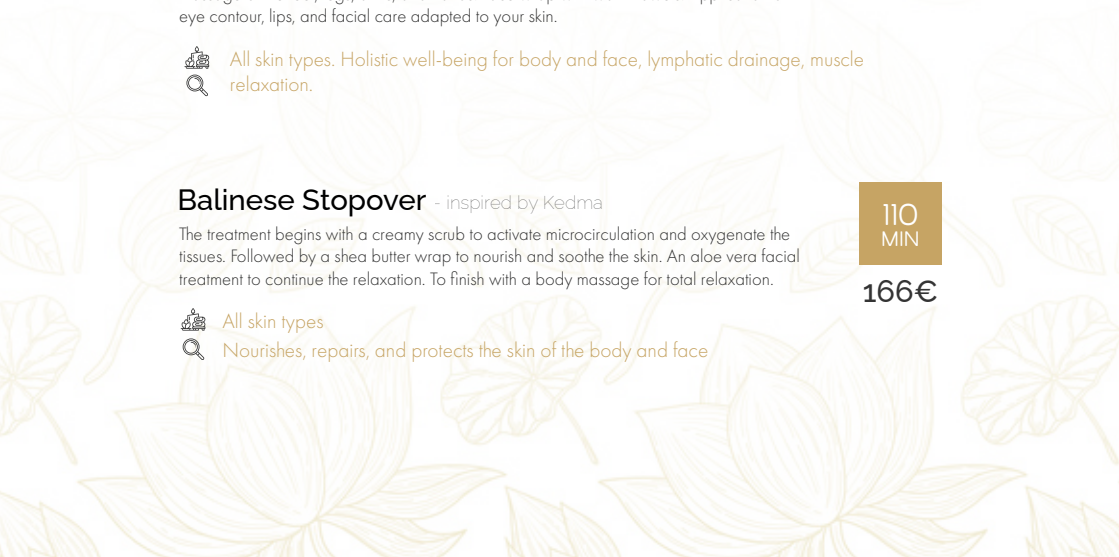 eye contour, lips, and facial care adapted to your skin.
All skin types. Holistic well-being for body and face, lymphatic drainage, muscle
relaxation.
Balinese Stopover - inspired by Kedma
110
MIN
The treatment begins with a creamy scrub to activate microcirculation and oxygenate the
tissues. Followed by a shea butter wrap to nourish and soothe the skin. An aloe vera facial
treatment to continue the relaxation. To finish with a body massage for total relaxation.
166€
All skin types
Nourishes, repairs, and protects the skin of the body and face